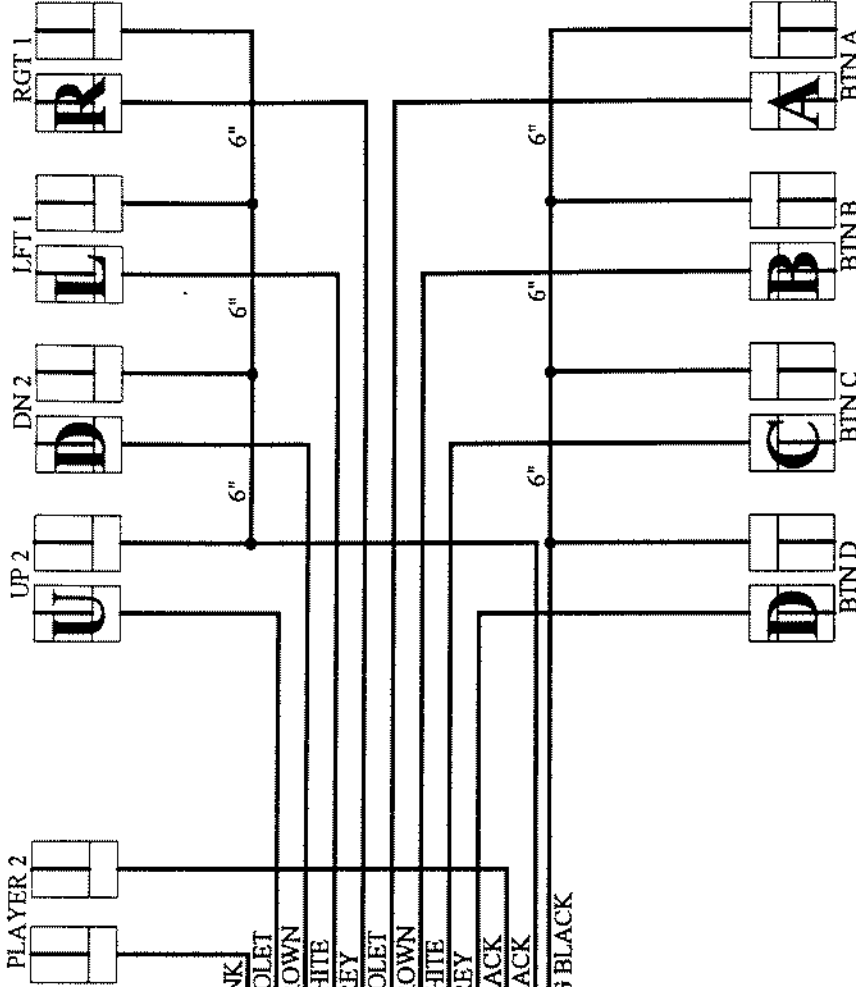 RGT 1
R
LFT 1
L
DN 2
D
UP 2
U
PLAYER 2
6"
6"
6"
6"
6"
6"
BTN A
A
BTN B
B
BTN C
C
BTN D
D
NK
OLET
OWN
HITE
EY
OLET
OWN
HITE
EY
ACK
ACK
G BLACK